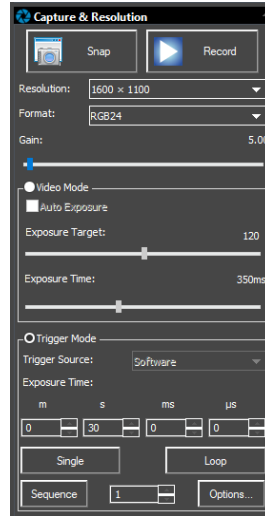 Capture & Resolution
Snap Record
Resolution: 1600 × 1100
Format: RGB24
Gain: 5.00
Video Mode
Auto Exposure
Exposure Target: 120
Exposure Time: 350ms
Trigger Mode
Trigger Source: Software
Exposure Time:
m s ms µs
0 30 0 0
Single Loop
Sequence 1 Options...